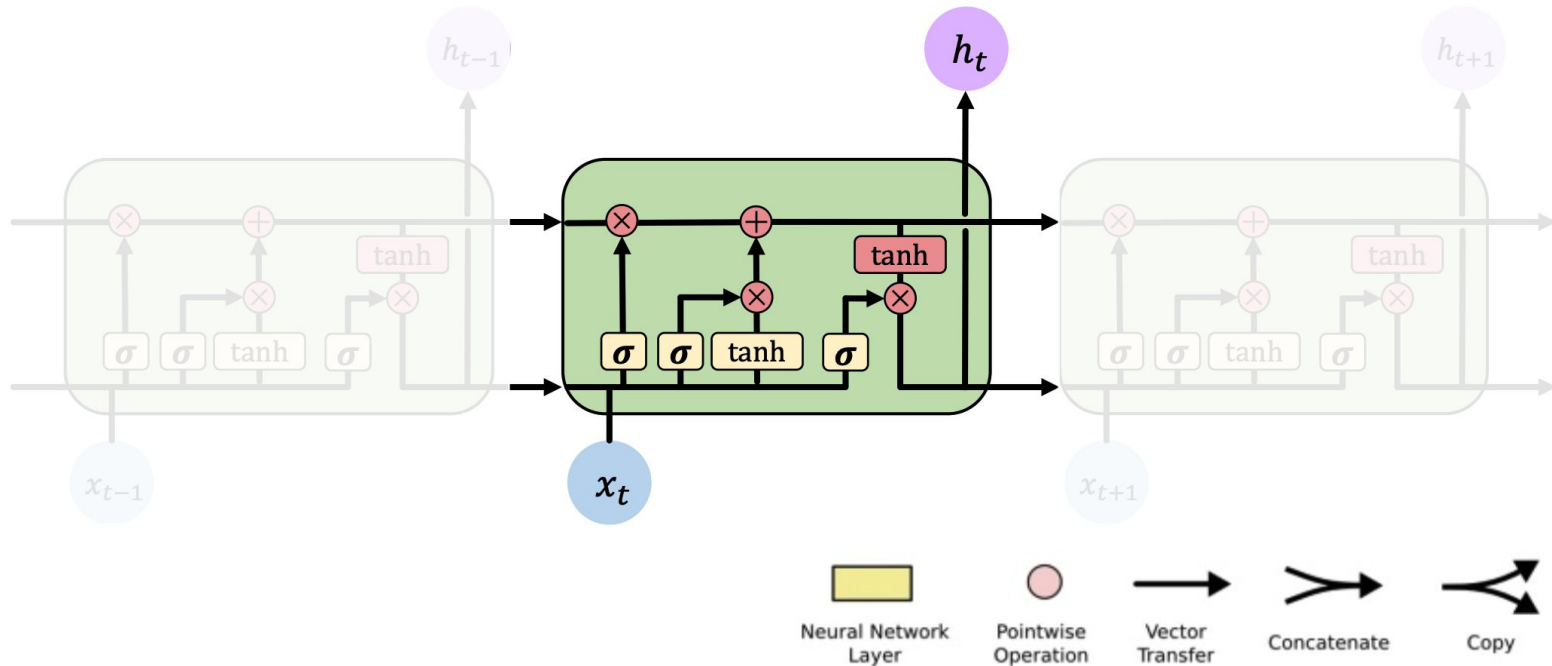 h_{t-1}
h_t
h_{t+1}
× + tanh
×
×
σ σ tanh σ
× + tanh
×
×
σ σ tanh σ
× + tanh
×
×
σ σ tanh σ
x_{t-1}
x_t
x_{t+1}
Neural Network
Layer
Pointwise
Operation
Vector
Transfer
Concatenate
Copy